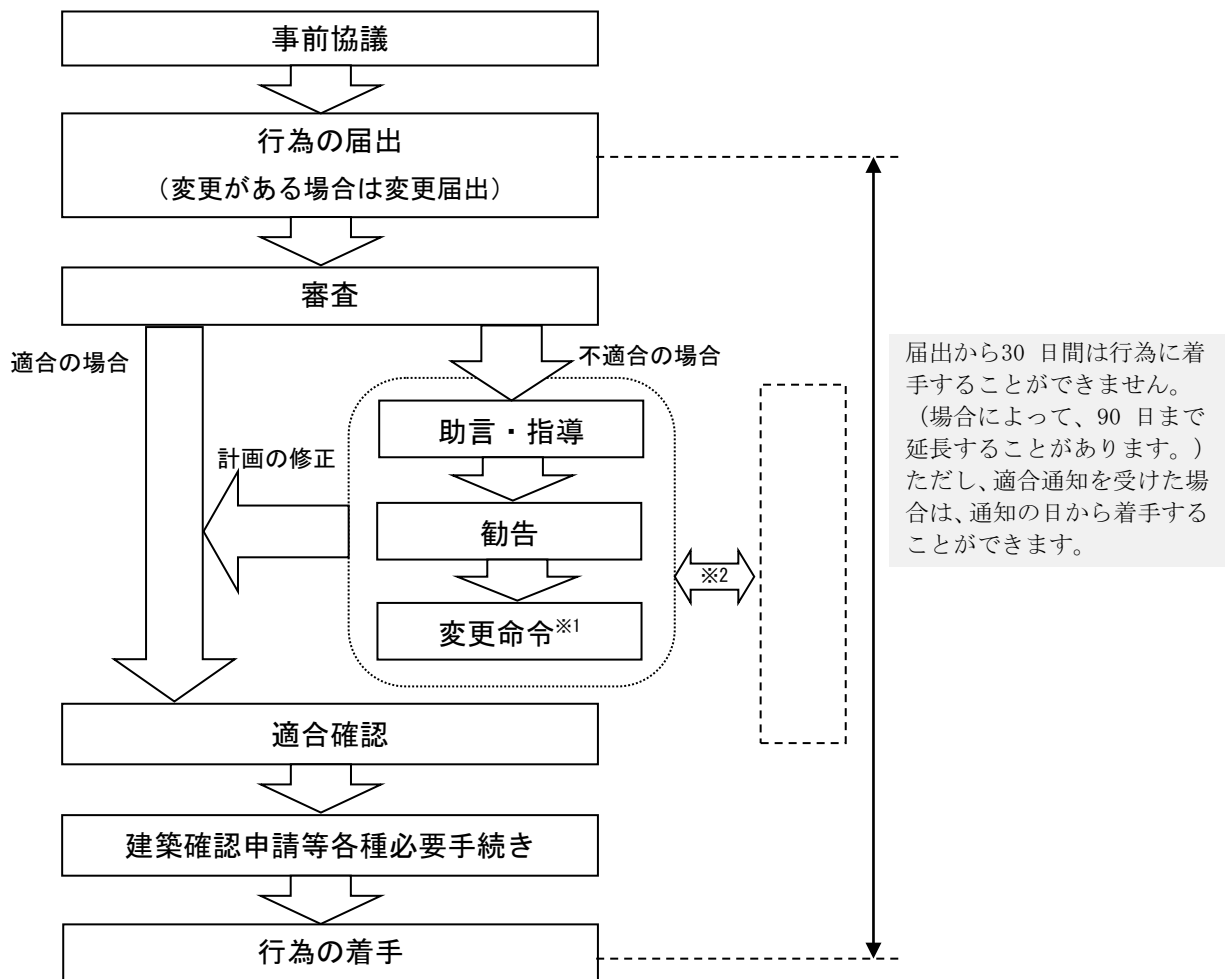 事前協議
行為の届出
（変更がある場合は変更届出）
審査
適合の場合
不適合の場合
助言・指導
計画の修正
勧告
※2
変更命令※1
適合確認
建築確認申請等各種必要手続き
行為の着手
届出から30 日間は行為に着
手することができません。
（場合によって、90 日まで
延長することがあります。）
ただし、適合通知を受けた場
合は、通知の日から着手する
ことができます。